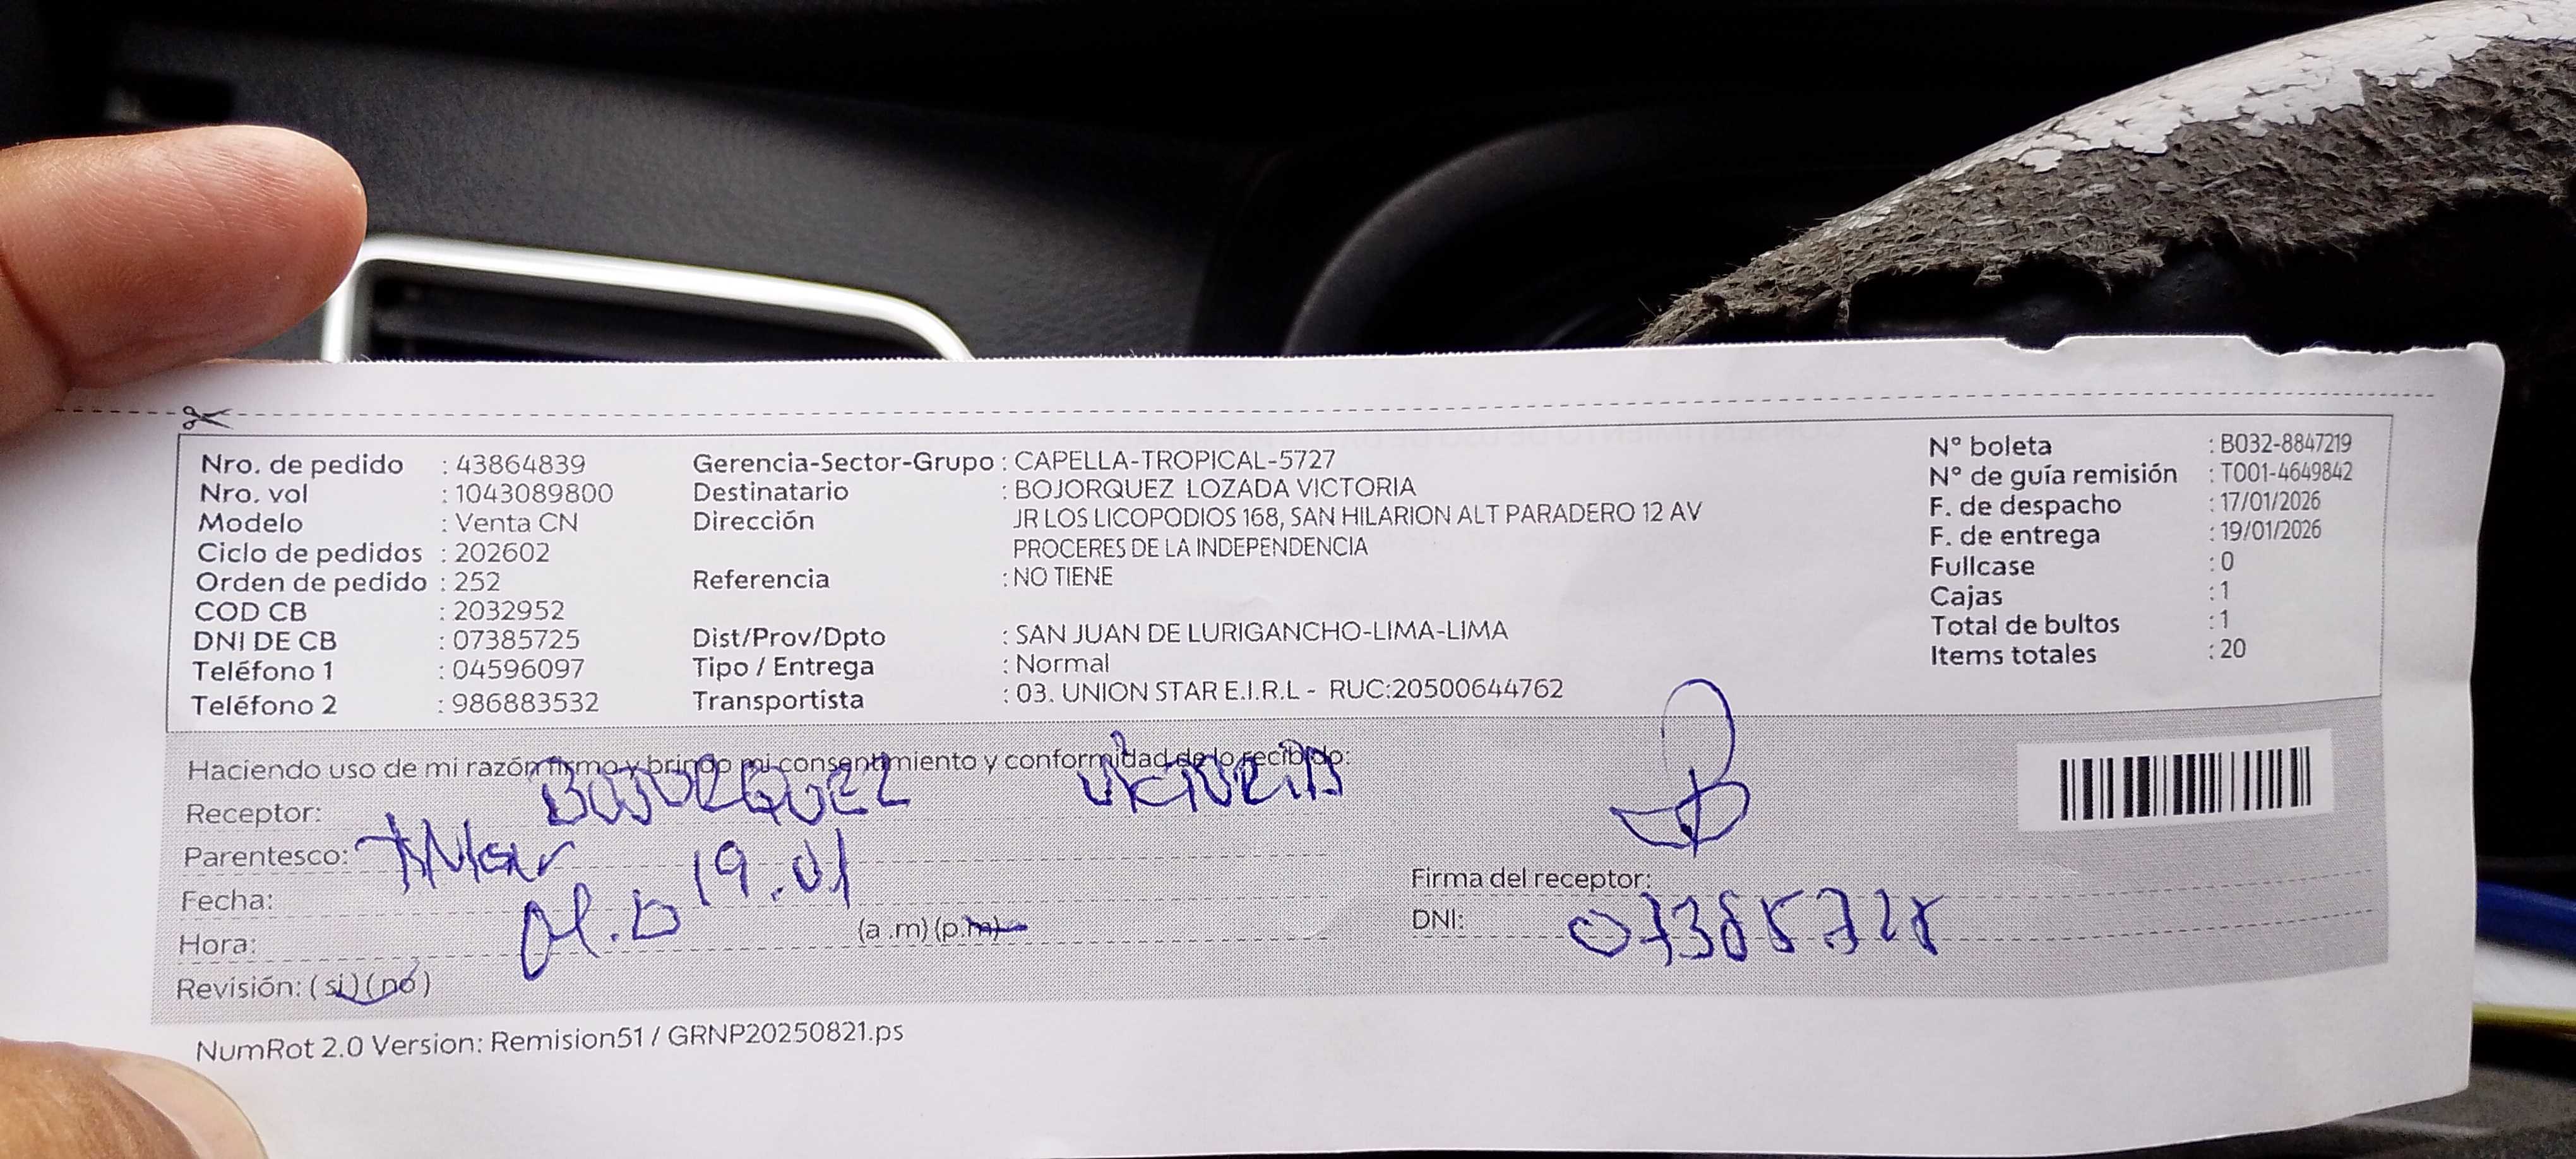 Nro. de pedido : 43864839 Gerencia-Sector-Grupo : CAPELLA-TROPICAL-5727 N° boleta : B032-8847219
Nro. vol : 1043089800 Destinatario : BOJORQUEZ LOZADA VICTORIA N° de guía remisión : T001-4649842
Modelo : Venta CN Dirección JR LOS LICOPODIOS 168, SAN HILARION ALT PARADERO 12 AV F. de despacho : 17/01/2026
Ciclo de pedidos : 202602 PROCERES DE LA INDEPENDENCIA F. de entrega : 19/01/2026
Orden de pedido : 252 Referencia : NO TIENE Fullcase : 0
COD CB : 2032952 Cajas : 1
DNI DE CB : 07385725 Dist/Prov/Dpto : SAN JUAN DE LURIGANCHO-LIMA-LIMA Total de bultos : 1
Teléfono 1 : 04596097 Tipo / Entrega : Normal Items totales : 20
Teléfono 2 : 986883532 Transportista : 03. UNION STAR E.I.R.L - RUC:20500644762
Haciendo uso de mi razón firmo y brindo mi consentimiento y conformidad de lo recibido:
Receptor: BOJORQUEZ VICTORIA
Parentesco:
Fecha: 19.01 Firma del receptor:
Hora: (a .m) (p.m) DNI:
Revisión: (si) (no)
NumRot 2.0 Version: Remision51 / GRNP20250821.ps